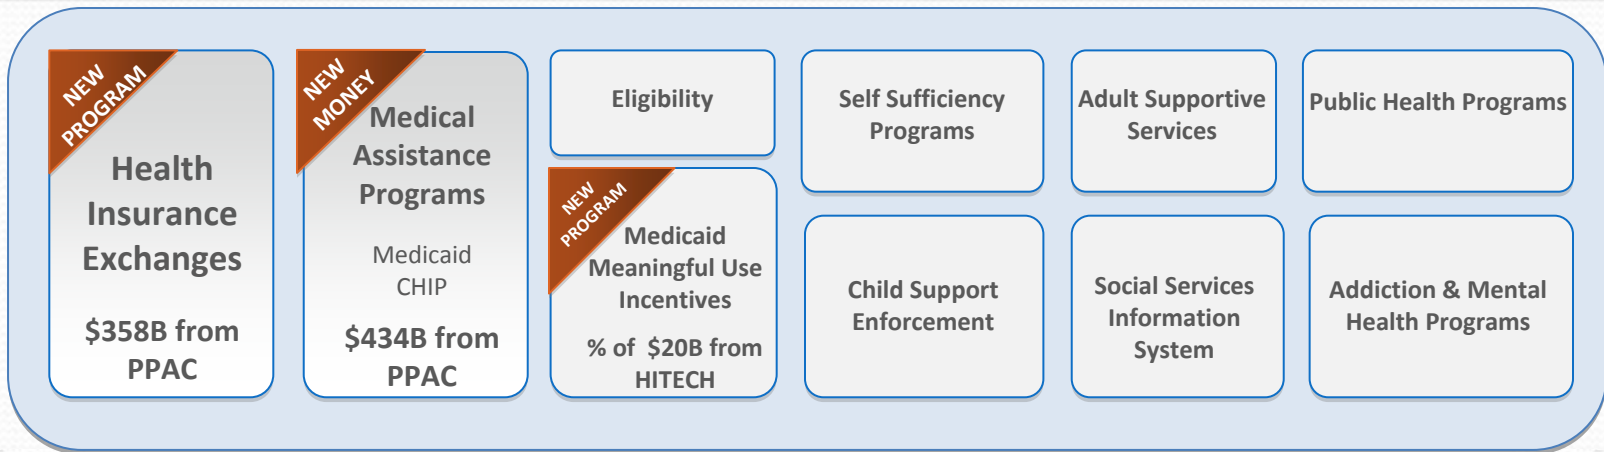 NEW
PROGRAM
Health
Insurance
Exchanges
$358B from
PPAC
NEW
MONEY
Medical
Assistance
Programs
Medicaid
CHIP
$434B from
PPAC
Eligibility
NEW
PROGRAM
Medicaid
Meaningful Use
Incentives
% of  $20B from
HITECH
Self Sufficiency
Programs
Child Support
Enforcement
Adult Supportive
Services
Social Services
Information
System
Public Health Programs
Addiction & Mental
Health Programs